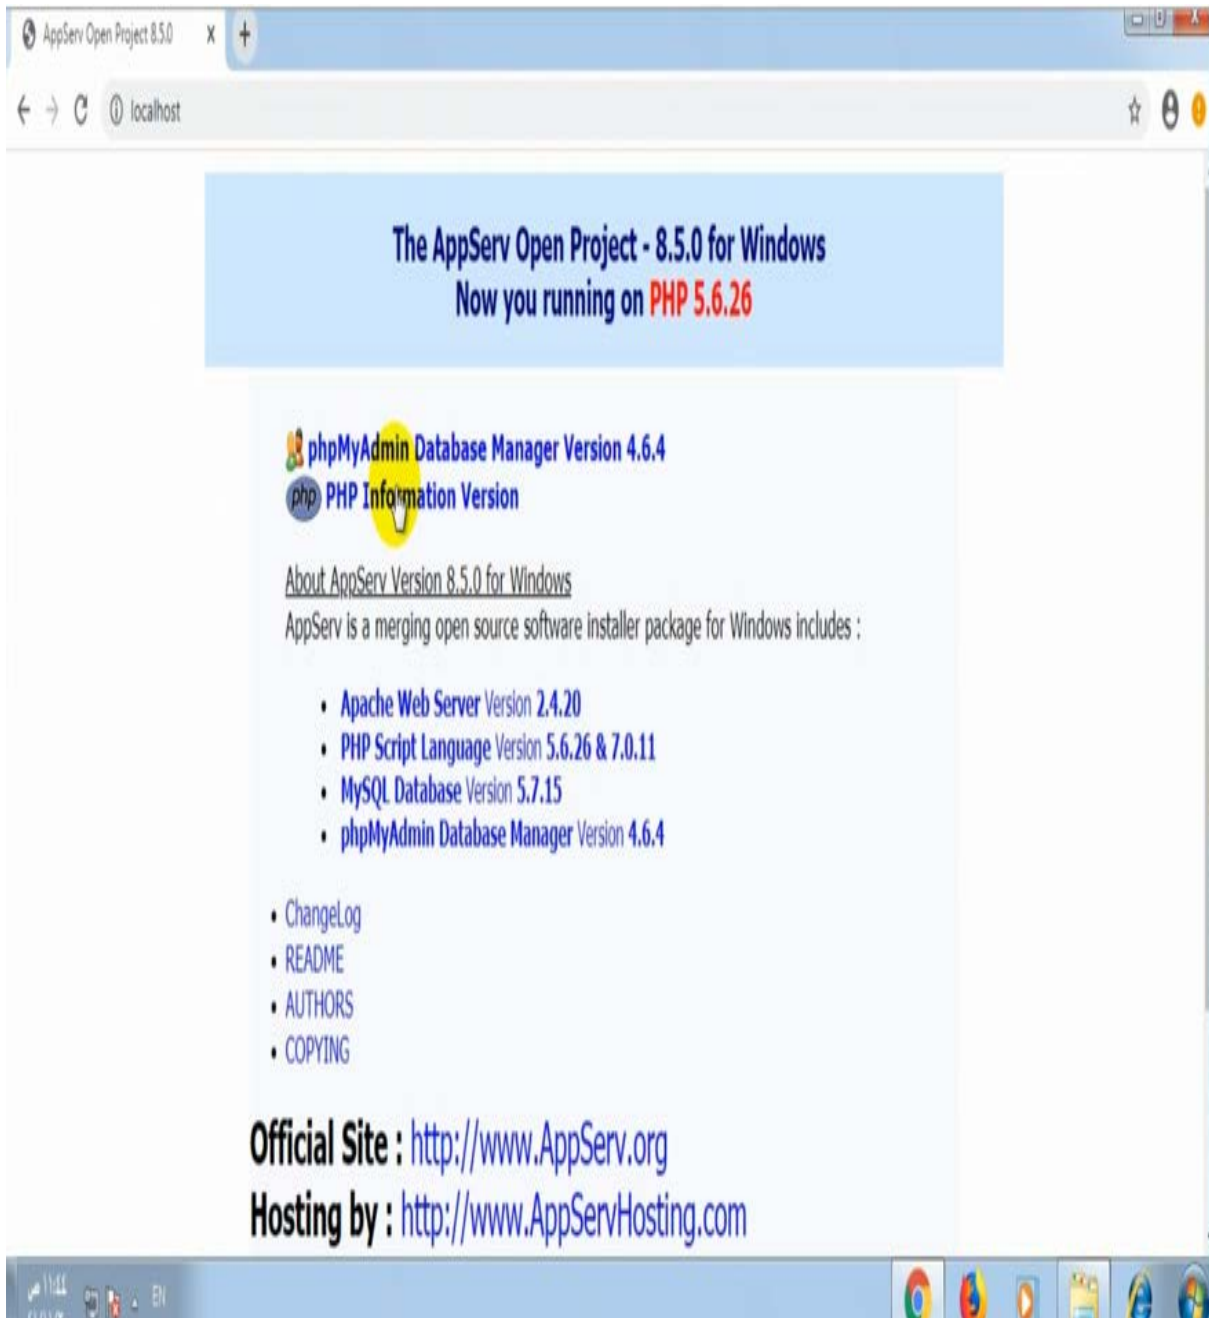 AppServ Open Project 8.5.0
localhost
The AppServ Open Project - 8.5.0 for Windows
Now you running on PHP 5.6.26
phpMyAdmin Database Manager Version 4.6.4
php PHP Information Version
About AppServ Version 8.5.0 for Windows
AppServ is a merging open source software installer package for Windows includes :
• Apache Web Server Version 2.4.20
• PHP Script Language Version 5.6.26 & 7.0.11
• MySQL Database Version 5.7.15
• phpMyAdmin Database Manager Version 4.6.4
• ChangeLog
• README
• AUTHORS
• COPYING
Official Site : http://www.AppServ.org
Hosting by : http://www.AppServHosting.com
١١:٤٤ ص
EN